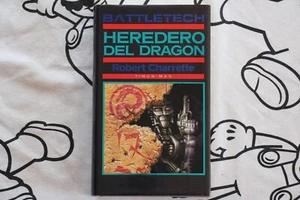 BATTLETECH
HEREDERO
DEL DRAGON
Robert Charrette
TIMUN MAS